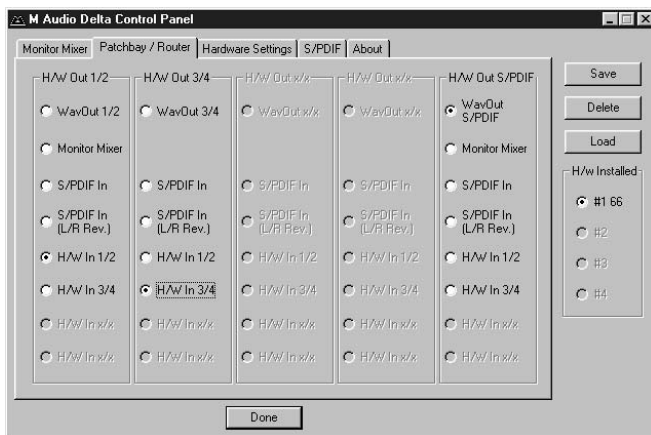 M Audio Delta Control Panel
Monitor Mixer Patchbay / Router Hardware Settings S/PDIF About
H/W Out 1/2
WavOut 1/2
Monitor Mixer
S/PDIF In
S/PDIF In
(L/R Rev.)
H/W In 1/2
H/W In 3/4
H/W In x/x
H/W In x/x
H/W Out 3/4
WavOut 3/4
S/PDIF In
S/PDIF In
(L/R Rev.)
H/W In 1/2
H/W In 3/4
H/W In x/x
H/W In x/x
H/W Out x/x
WavOut x/x
S/PDIF In
S/PDIF In
(L/R Rev.)
H/W In 1/2
H/W In 3/4
H/W In x/x
H/W In x/x
H/W Out x/x
WavOut x/x
S/PDIF In
S/PDIF In
(L/R Rev.)
H/W In 1/2
H/W In 3/4
H/W In x/x
H/W In x/x
H/W Out S/PDIF
WavOut
S/PDIF
Monitor Mixer
S/PDIF In
S/PDIF In
(L/R Rev.)
H/W In 1/2
H/W In 3/4
H/W In x/x
H/W In x/x
Save
Delete
Load
H/w Installed
#1 66
#2
#3
#4
Done